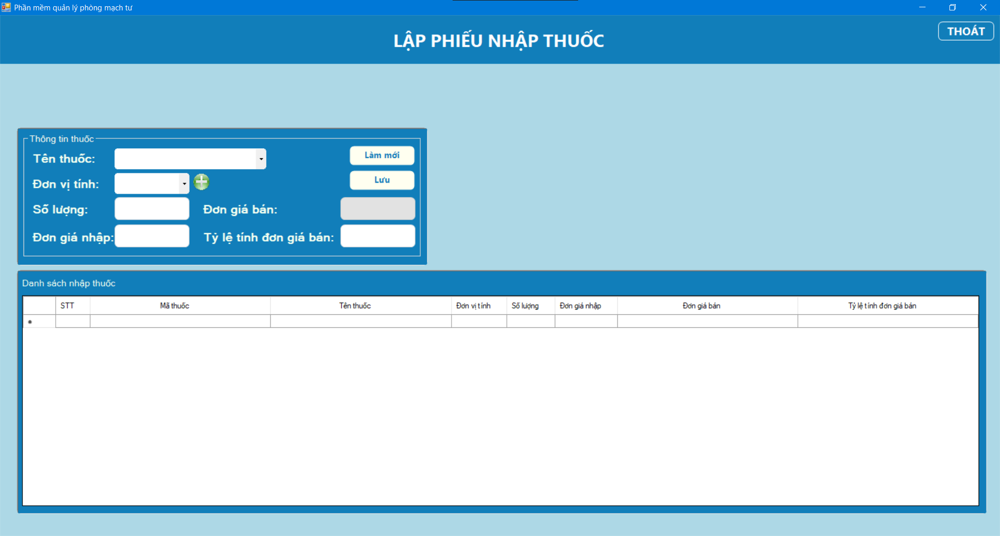 Phần mềm quản lý phòng mạch tư
LẬP PHIẾU NHẬP THUỐC
THOÁT
Thông tin thuốc
Tên thuốc:
Làm mới
Đơn vị tính:
Lưu
Số lượng:
Đơn giá bán:
Đơn giá nhập:
Tỷ lệ tính đơn giá bán:
Danh sách nhập thuốc
STT Mã thuốc Tên thuốc Đơn vị tính Số lượng Đơn giá nhập Đơn giá bán Tỷ lệ tính đơn giá bán